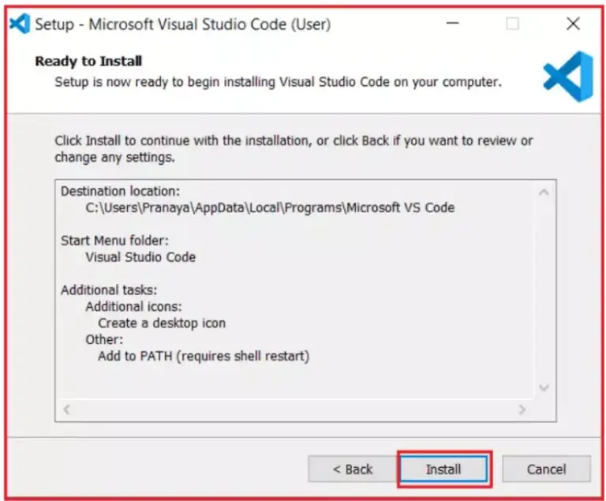 Setup - Microsoft Visual Studio Code (User)
Ready to Install
Setup is now ready to begin installing Visual Studio Code on your computer.
Click Install to continue with the installation, or click Back if you want to review or
change any settings.
Destination location:
C:\Users\Pranaya\AppData\Local\Programs\Microsoft VS Code
Start Menu folder:
Visual Studio Code
Additional tasks:
Additional icons:
Create a desktop icon
Other:
Add to PATH (requires shell restart)
< Back Install Cancel